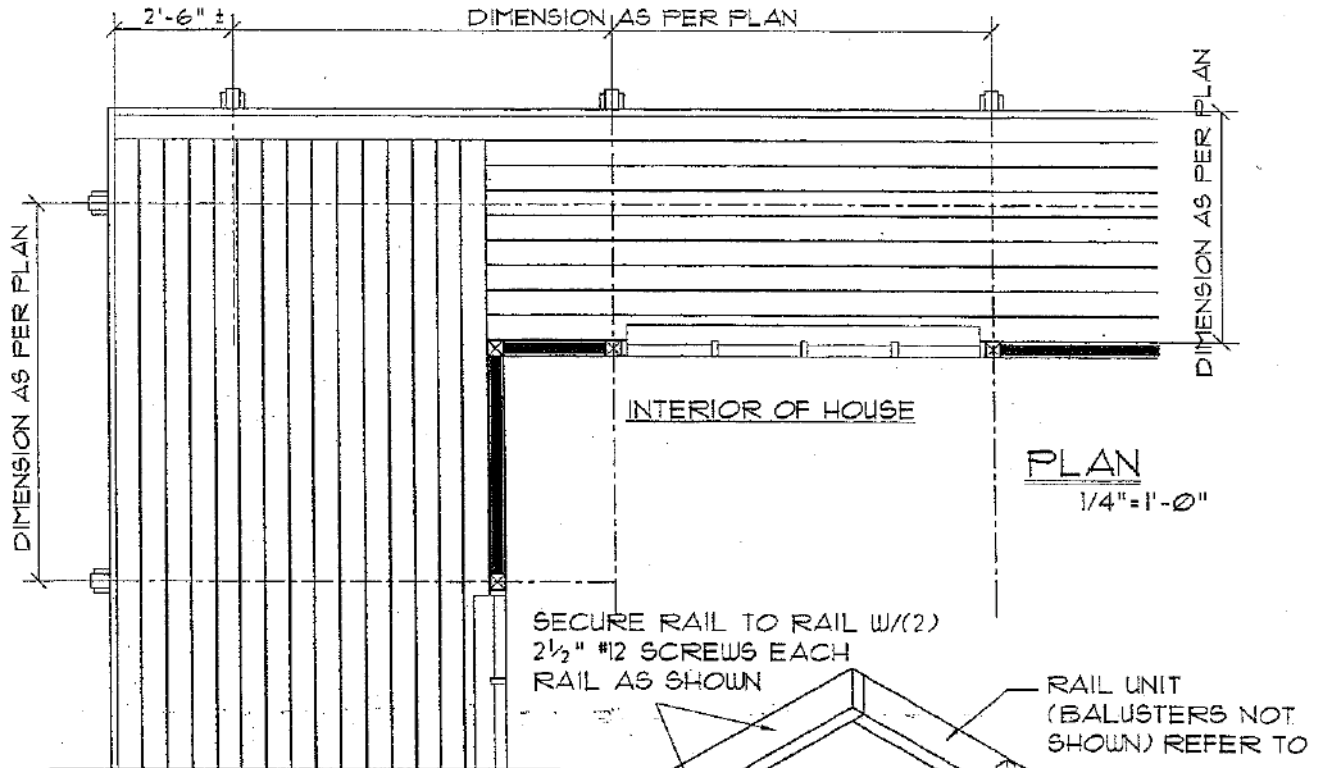 2'-6" ±
DIMENSION AS PER PLAN
DIMENSION AS PER PLAN
DIMENSION AS PER PLAN
INTERIOR OF HOUSE
PLAN
1/4"=1'-0"
SECURE RAIL TO RAIL W/(2)
2½" #12 SCREWS EACH
RAIL AS SHOWN
RAIL UNIT
(BALUSTERS NOT
SHOWN) REFER TO